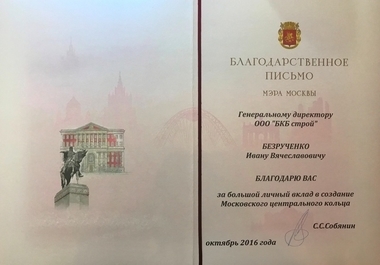 БЛАГОДАРСТВЕННОЕ
ПИСЬМО
МЭРА МОСКВЫ
Генеральному директору
ООО "БКБ строй"
БЕЗРУЧЕНКО
Ивану Вячеславовичу
БЛАГОДАРЮ ВАС
за большой личный вклад в создание
Московского центрального кольца
С.С.Собянин
октябрь 2016 года